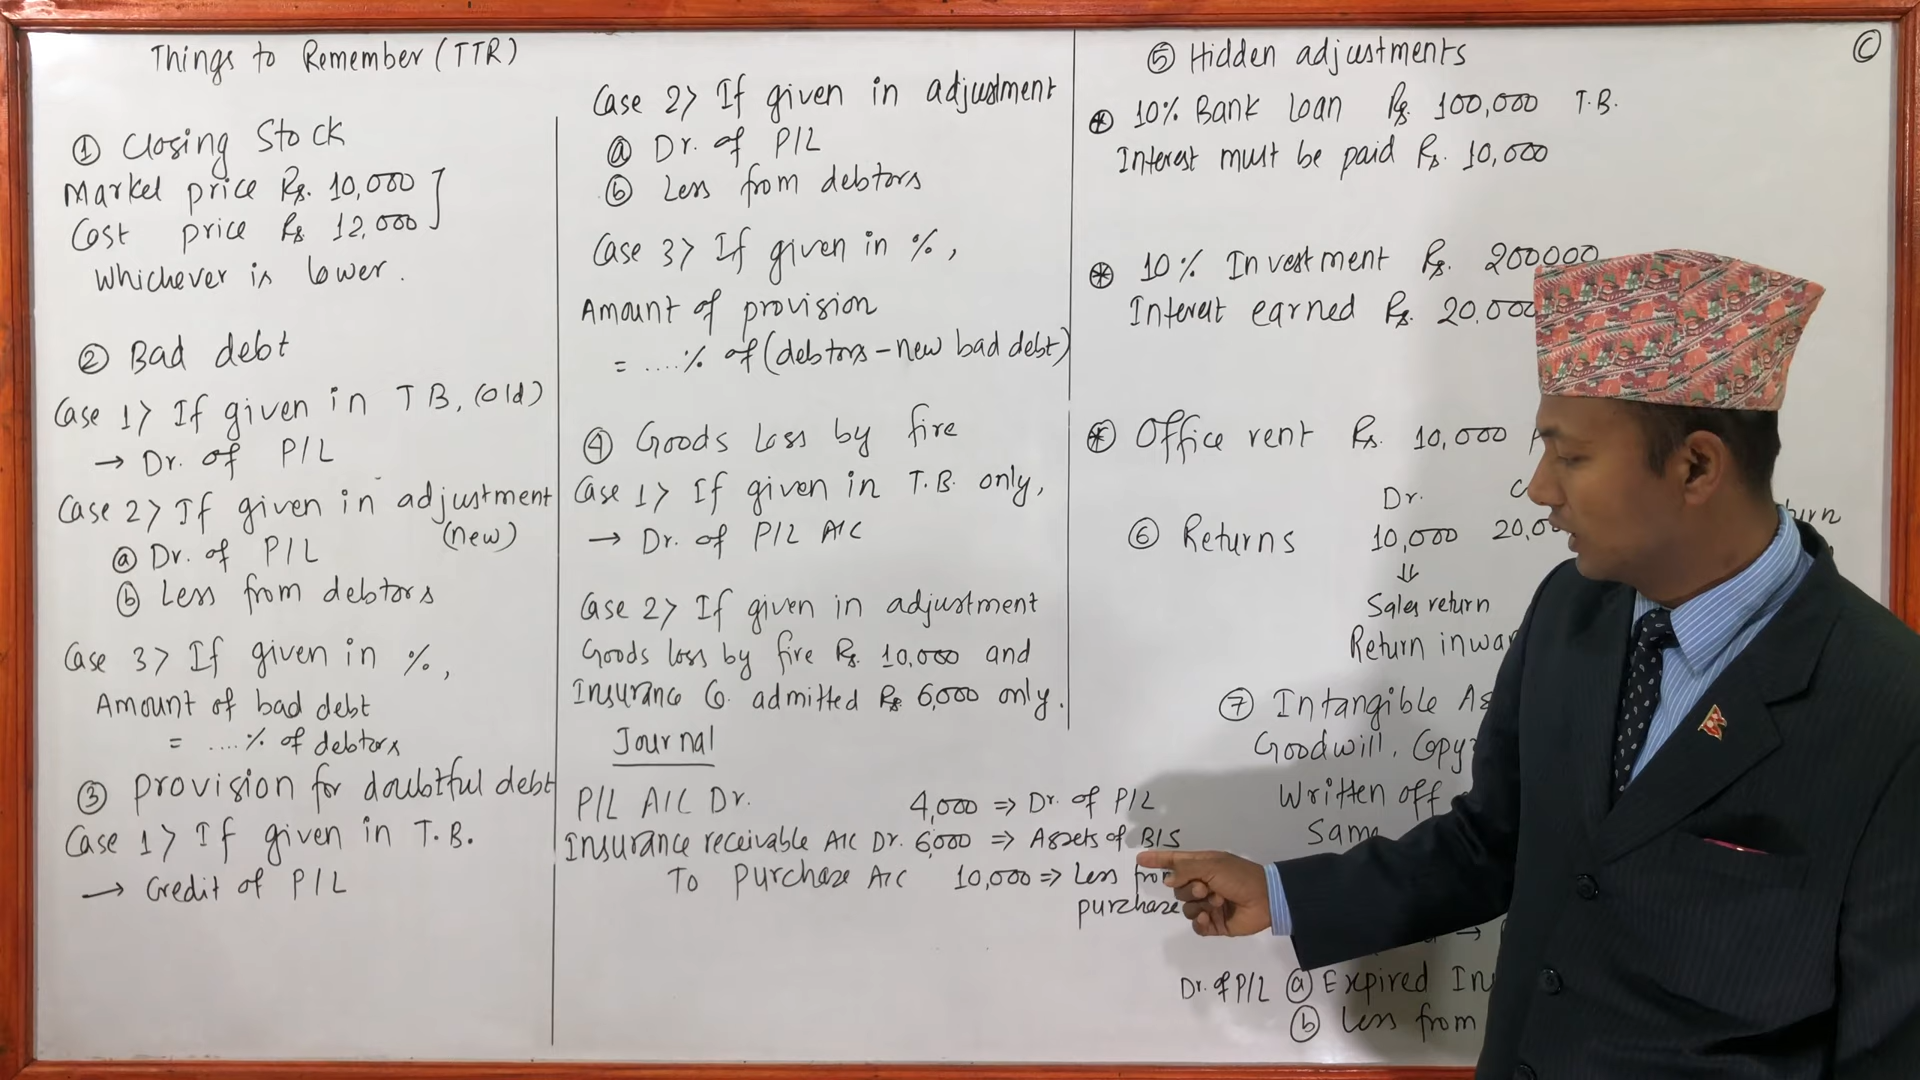 Things to Remember (TTR)
① Closing Stock
Market price Rs. 10,000
Cost price Rs 12,000
Whichever is lower.
② Bad debt
Case 1> If given in T B. (Old)
→ Dr. of P/L
Case 2> If given in adjustment
(new)
ⓐ Dr. of P/L
ⓑ Less from debtors
Case 3> If given in %,
Amount of bad debt
= ....% of debtors
③ Provision for doubtful debt
Case 1> If given in T.B.
→ Credit of P/L
Case 2> If given in adjustment
ⓐ Dr. of P/L
ⓑ Less from debtors
Case 3> If given in %,
Amount of provision
= ....% of (debtors - new bad debt)
④ Goods Loss by fire
Case 1> If given in T.B. only,
→ Dr. of P/L A/C
Case 2> If given in adjustment
Goods loss by fire Rs. 10,000 and
Insurance Co. admitted Rs 6,000 only.
Journal
P/L A/C Dr. 4,000 ⇒ Dr. of P/L
Insurance receivable A/C Dr. 6,000 ⇒ Assets of B/S
To Purchase A/C 10,000 ⇒ Less from
purchase
⑤ Hidden adjustments
©
⊛ 10% Bank Loan Rs. 100,000 T.B.
Interest must be paid Rs. 10,000
⊛ 10% Investment Rs. 200000
Interest earned Rs. 20,000
⊛ Office rent Rs. 10,000
Dr.
⑥ Returns 10,000
⇓
Sales return
Return
⑦ Intangible
Goodwill,
Written off
Same
→
Dr. of P/L ⓐ Expired
ⓑ Less from